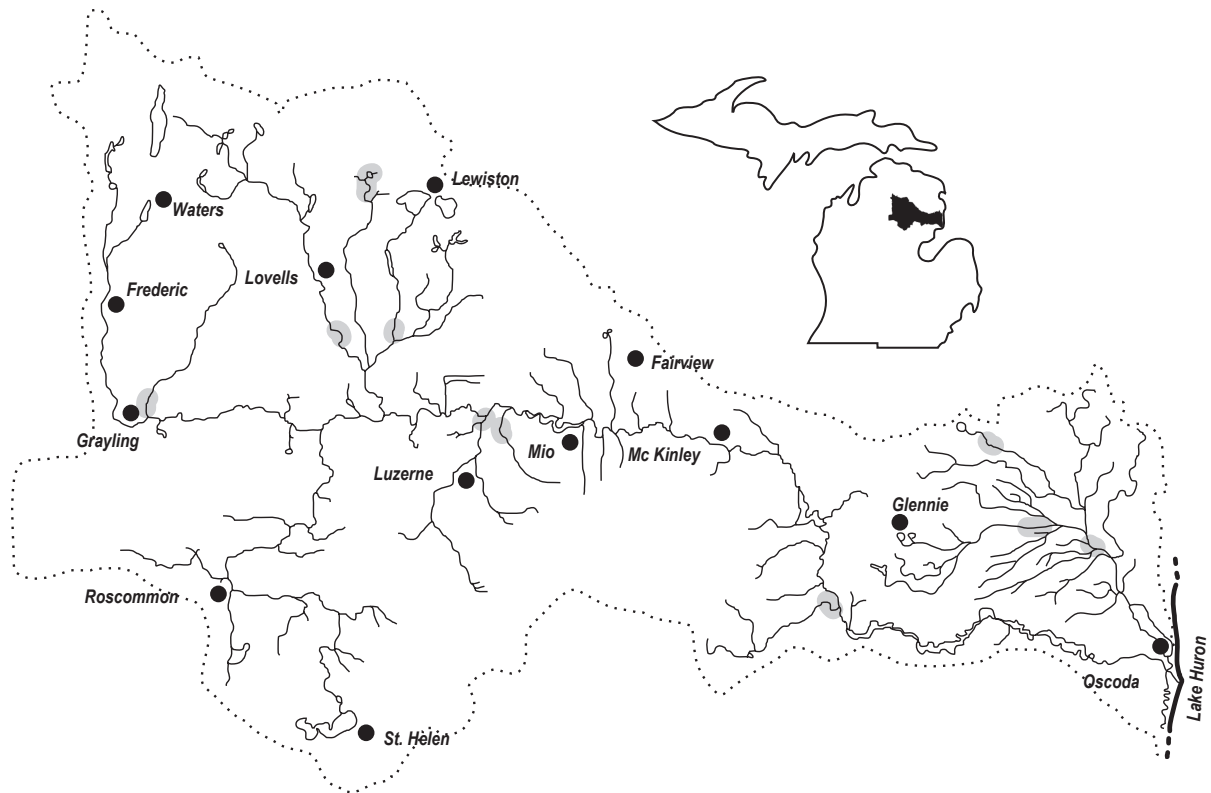 Lewiston
Waters
Lovells
Frederic
Fairview
Grayling
Mio
Mc Kinley
Luzerne
Glennie
Roscommon
Oscoda
Lake Huron
St. Helen